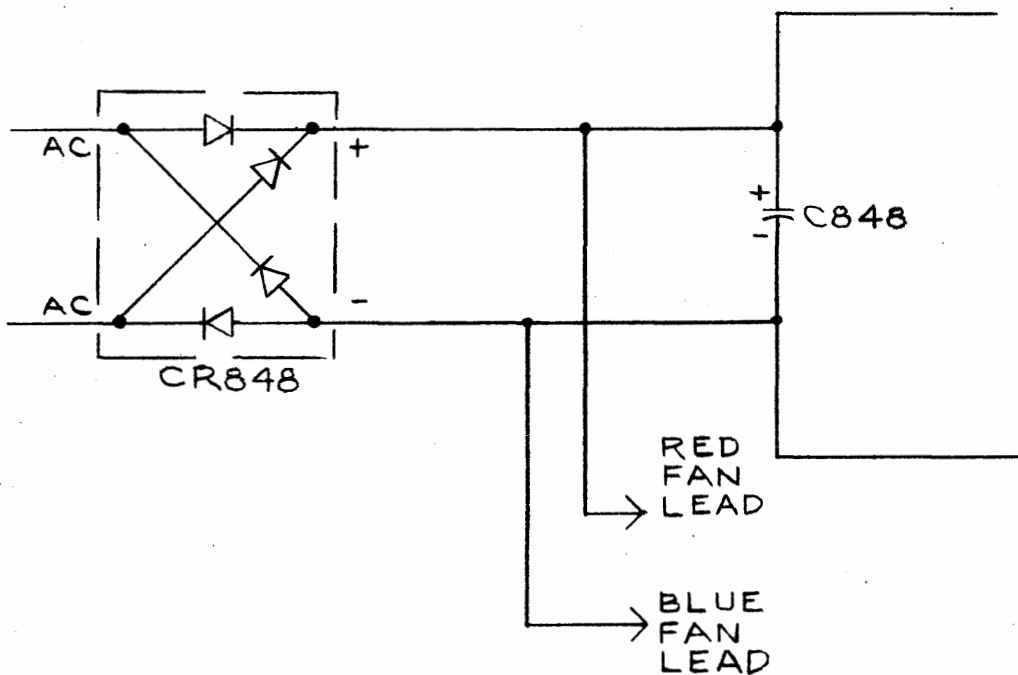 AC
+
AC
-
CR848
+
-
C848
RED
FAN
LEAD
BLUE
FAN
LEAD